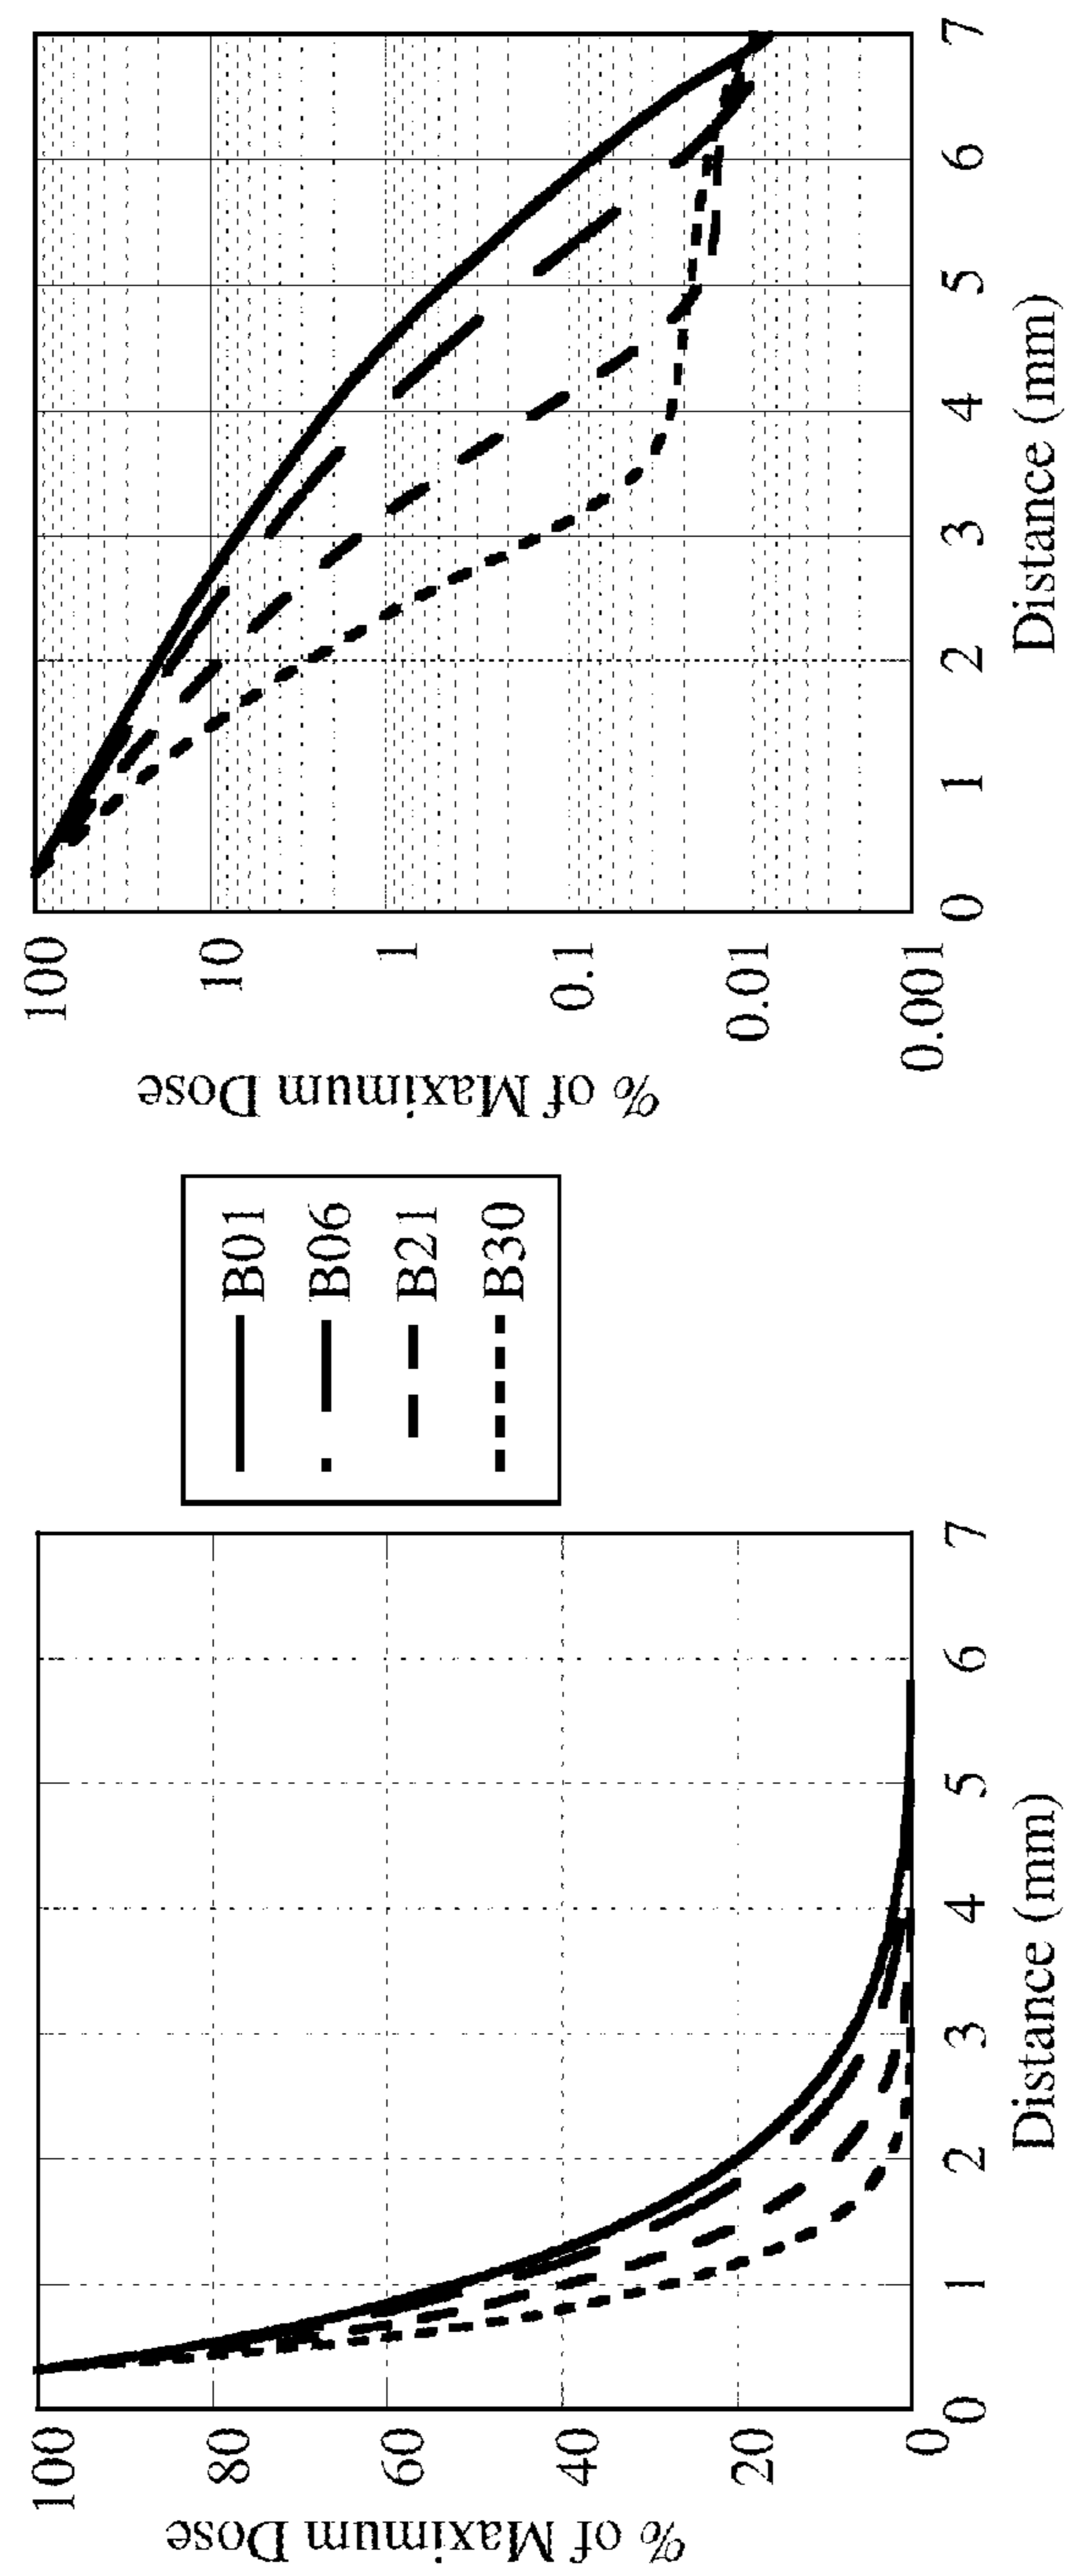 % of Maximum Dose
100
80
60
40
20
0
0 1 2 3 4 5 6 7
Distance (mm)
B01
B06
B21
B30
% of Maximum Dose
100
10
1
0.1
0.01
0.001
0 1 2 3 4 5 6 7
Distance (mm)